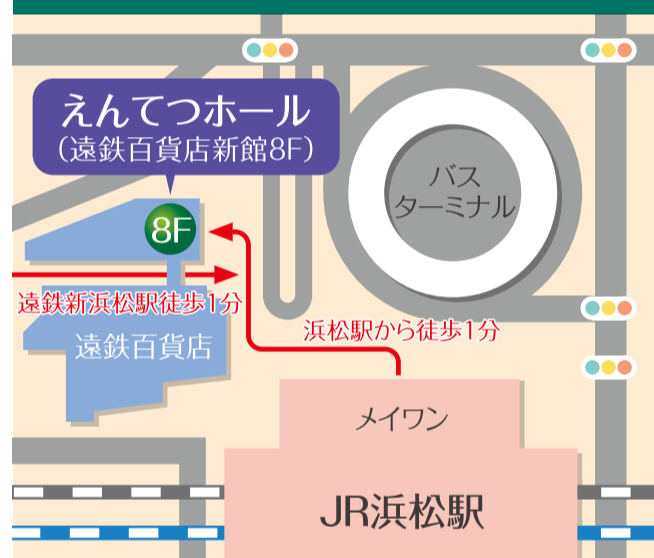 えんてつホール
（遠鉄百貨店新館8F）
バス
ターミナル
8F
遠鉄新浜松駅徒歩1分
浜松駅から徒歩1分
遠鉄百貨店
メイワン
JR浜松駅